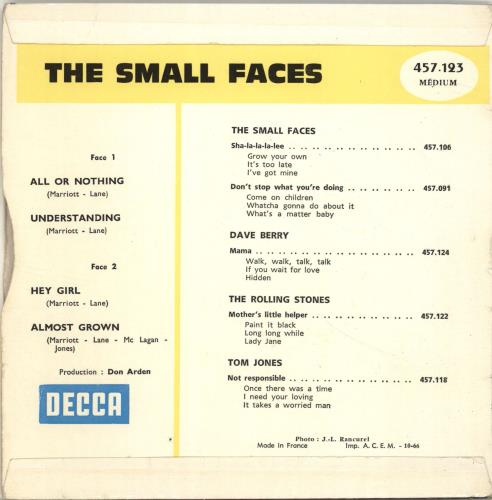 THE SMALL FACES
457.123
MÉDIUM
Face 1
ALL OR NOTHING
(Marriott - Lane)
UNDERSTANDING
(Marriott - Lane)
Face 2
HEY GIRL
(Marriott - Lane)
ALMOST GROWN
(Marriott - Lane - Mc Lagan -
Jones)
Production : Don Arden
DECCA
THE SMALL FACES
Sha-la-la-la-lee .. .. .. .. .. .. .. .. .. .. .. 457.106
Grow your own
It's too late
I've got mine
Don't stop what you're doing .. .. .. .. .. .. .. 457.091
Come on children
Whatcha gonna do about it
What's a matter baby
DAVE BERRY
Mama .. .. .. .. .. .. .. .. .. .. .. .. .. .. 457.124
Walk, walk, talk, talk
If you wait for love
Hidden
THE ROLLING STONES
Mother's little helper .. .. .. .. .. .. .. .. .. 457.122
Paint it black
Long long while
Lady Jane
TOM JONES
Not responsible .. .. .. .. .. .. .. .. .. .. .. 457.118
Once there was a time
I need your loving
It takes a worried man
Photo : J.-L. Rancurel
Made in France Imp. A. C. E. M. - 10-66